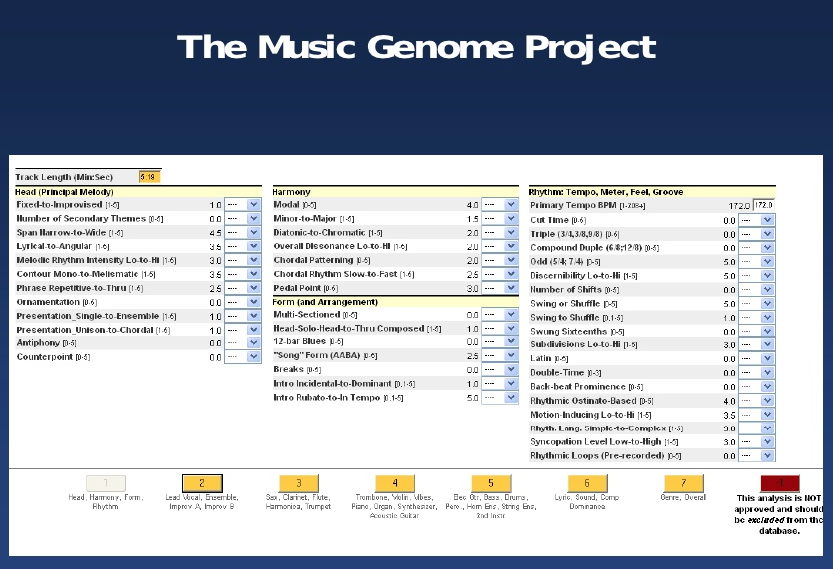 The Music Genome Project
Track Length (Min:Sec) 5:19
Head (Principal Melody)
Fixed-to-Improvised [1-5] 1.0 ----
Number of Secondary Themes [0-5] 0.0 ----
Span Narrow-to-Wide [1-5] 4.5 ----
Lyrical-to-Angular [1-5] 3.5 ----
Melodic Rhythm Intensity Lo-to-Hi [1-5] 3.0 ----
Contour Mono-to-Melismatic [1-5] 3.5 ----
Phrase Repetitive-to-Thru [1-5] 2.5 ----
Ornamentation [0-5] 0.0 ----
Presentation_Single-to-Ensemble [1-5] 1.0 ----
Presentation_Unison-to-Chordal [1-5] 1.0 ----
Antiphony [0-5] 0.0 ----
Counterpoint [0-5] 0.0 ----
Harmony
Modal [0-5] 4.0 ----
Minor-to-Major [1-5] 1.5 ----
Diatonic-to-Chromatic [1-5] 2.0 ----
Overall Dissonance Lo-to-Hi [1-5] 2.0 ----
Chordal Patterning [0-5] 2.0 ----
Chordal Rhythm Slow-to-Fast [1-5] 2.5 ----
Pedal Point [0-5] 3.0 ----
Form (and Arrangement)
Multi-Sectioned [0-5] 0.0 ----
Head-Solo-Head-to-Thru Composed [1-5] 1.0 ----
12-bar Blues [0-5] 0.0 ----
"Song" Form (AABA) [0-5] 2.5 ----
Breaks [0-5] 0.0 ----
Intro Incidental-to-Dominant [0,1-5] 1.0 ----
Intro Rubato-to-In Tempo [0,1-5] 5.0 ----
Rhythm: Tempo, Meter, Feel, Groove
Primary Tempo BPM [1-208+] 172.0 172.0
Cut Time [0-5] 0.0 ----
Triple (3/4,3/8,9/8) [0-5] 0.0 ----
Compound Duple (6/8;12/8) [0-5] 0.0 ----
Odd (5/4; 7/4) [0-5] 5.0 ----
Discernibility Lo-to-Hi [1-5] 5.0 ----
Number of Shifts [0-5] 0.0 ----
Swing or Shuffle [0-5] 5.0 ----
Swing to Shuffle [0,1-5] 1.0 ----
Swung Sixteenths [0-5] 0.0 ----
Subdivisions Lo-to-Hi [1-5] 3.0 ----
Latin [0-5] 0.0 ----
Double-Time [0-3] 0.0 ----
Back-beat Prominence [0-5] 0.0 ----
Rhythmic Ostinato-Based [0-5] 4.0 ----
Motion-Inducing Lo-to-Hi [1-5] 3.5 ----
Rhyth. Lang. Simple-to-Complex [1-5] 3.0
Syncopation Level Low-to-High [1-5] 3.0 ----
Rhythmic Loops (Pre-recorded) [0-5] 0.0 ----
1
Head, Harmony, Form,
Rhythm
2
Lead Vocal, Ensemble,
Improv A, Improv B
3
Sax, Clarinet, Flute,
Harmonica, Trumpet
4
Trombone, Violin, Vibes,
Piano, Organ, Synthesizer,
Acoustic Guitar
5
Elec Gtr, Bass, Drums,
Perc., Horn Ens, String Ens,
2nd Instr
6
Lyric, Sound, Comp
Dominance
7
Genre, Overall
This analysis is NOT
approved and should
be excluded from the
database.